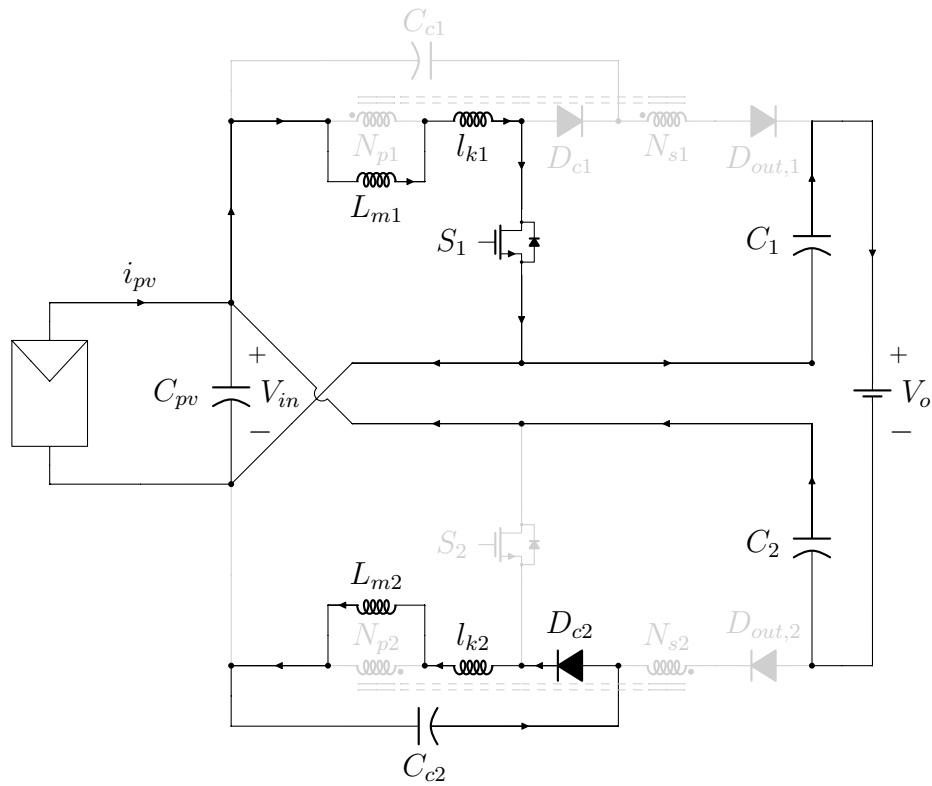 C_{c1}
N_{p1}
l_{k1}
D_{c1}
N_{s1}
D_{out,1}
L_{m1}
S_1
C_1
i_{pv}
+
C_{pv}
V_{in}
−
+
V_o
−
S_2
C_2
L_{m2}
N_{p2}
l_{k2}
D_{c2}
N_{s2}
D_{out,2}
C_{c2}